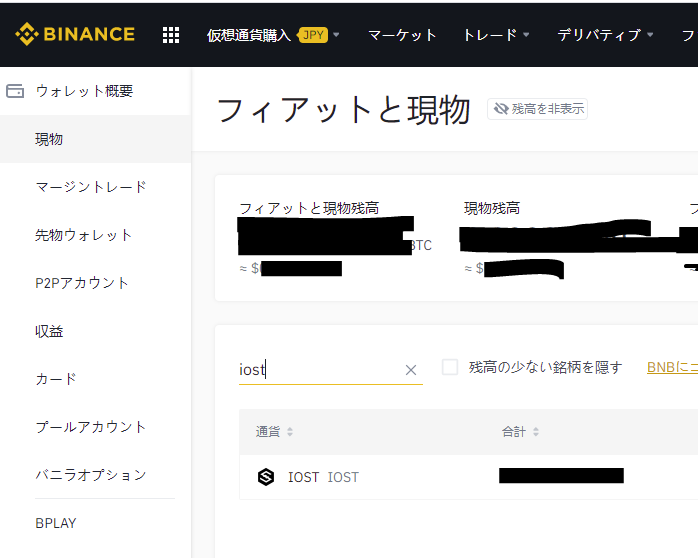 BINANCE 仮想通貨購入 JPY マーケット トレード デリバティブ フ
ウォレット概要
現物
マージントレード
先物ウォレット
P2Pアカウント
収益
カード
プールアカウント
バニラオプション
BPLAY
フィアットと現物 残高を非表示
フィアットと現物残高 現物残高
BTC
≈ $ ≈ $
iost 残高の少ない銘柄を隠す BNBにコ
通貨 合計
IOST IOST